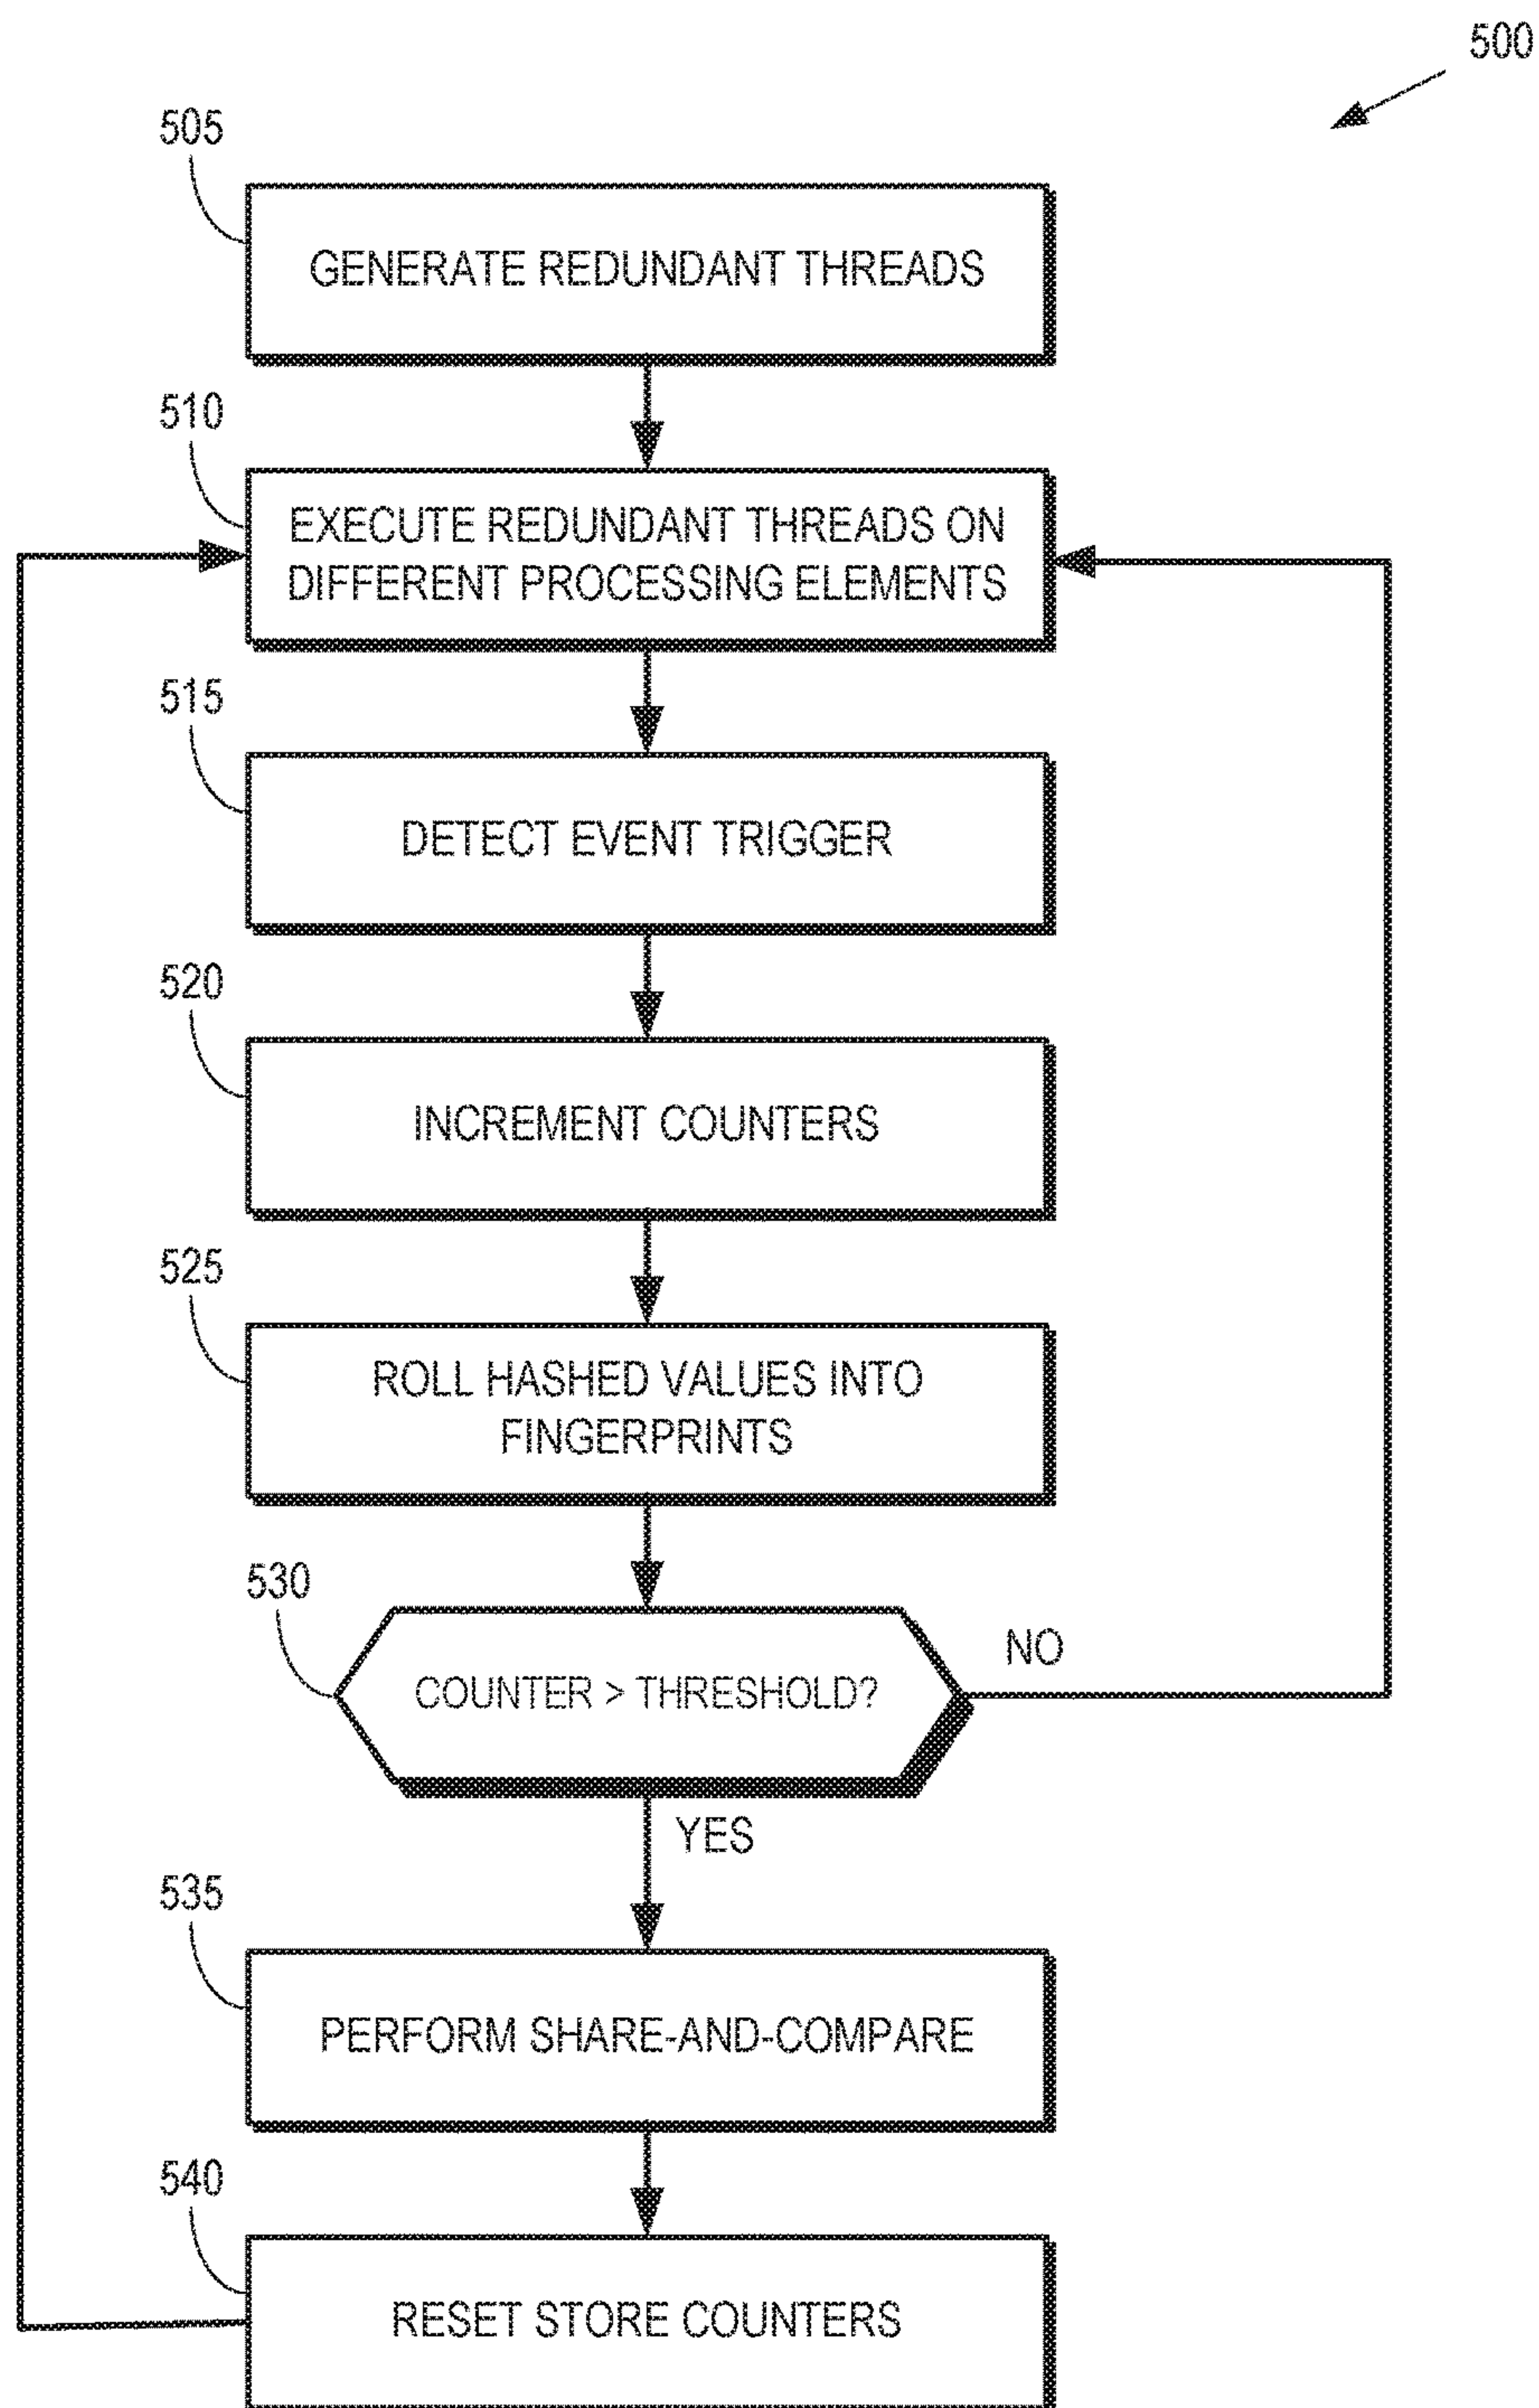 500
505
GENERATE REDUNDANT THREADS
510
EXECUTE REDUNDANT THREADS ON
DIFFERENT PROCESSING ELEMENTS
515
DETECT EVENT TRIGGER
520
INCREMENT COUNTERS
525
ROLL HASHED VALUES INTO
FINGERPRINTS
530
COUNTER > THRESHOLD?
NO
YES
535
PERFORM SHARE-AND-COMPARE
540
RESET STORE COUNTERS